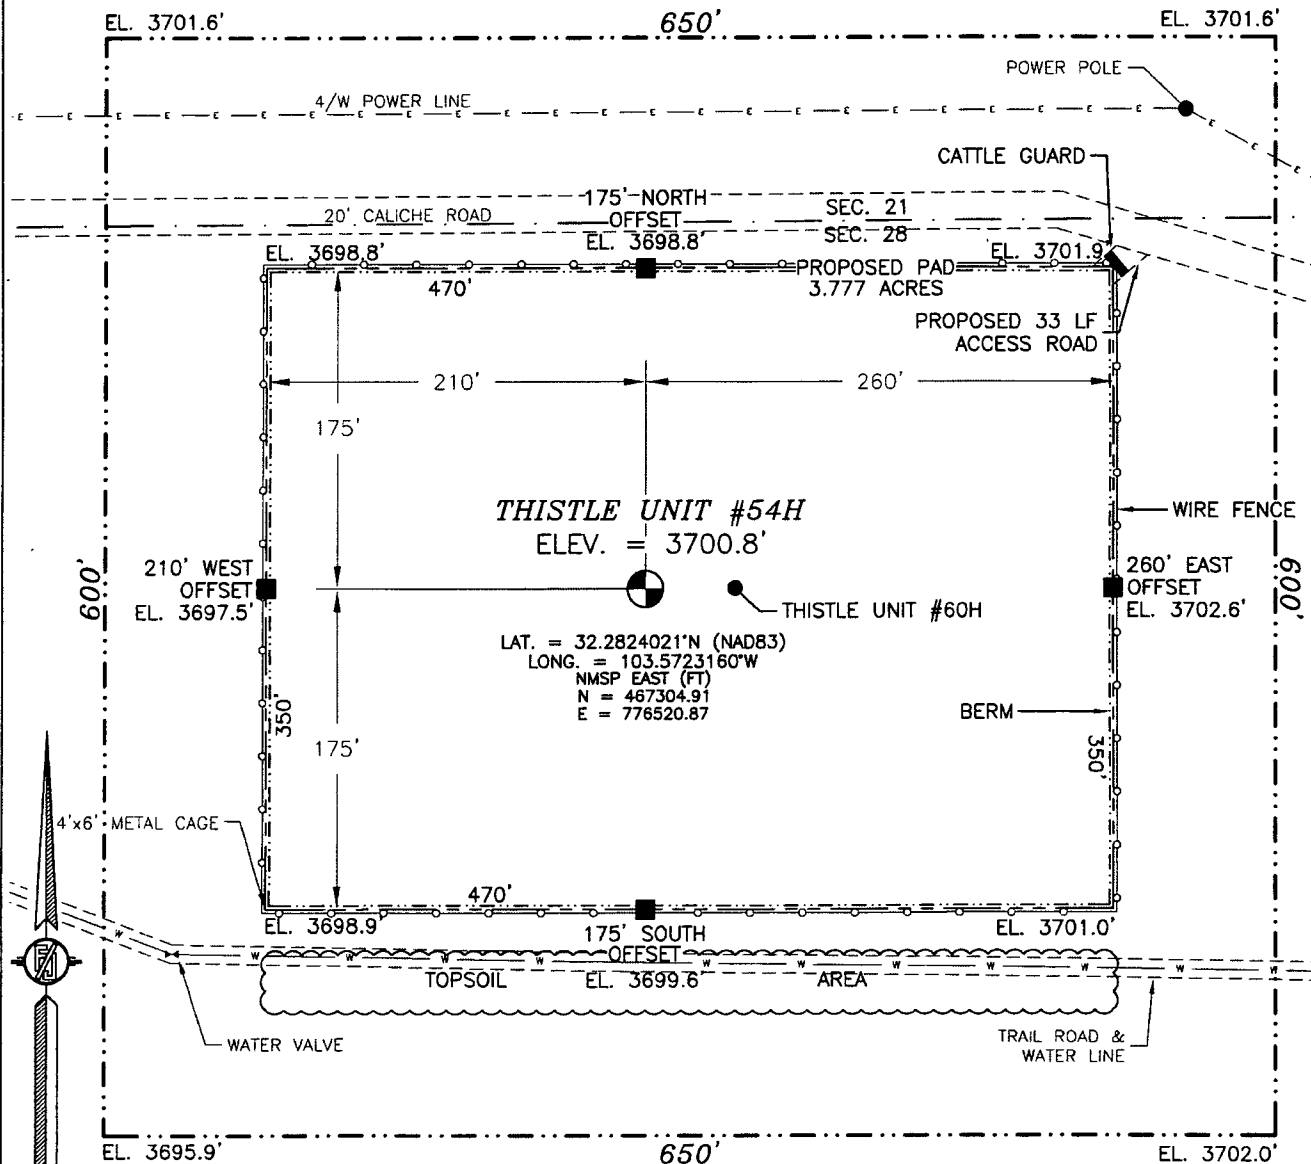 EL. 3701.6'
650'
EL. 3701.6'
POWER POLE
4/W POWER LINE
E E E E E E E E E E E E E E E E E
CATTLE GUARD
175' NORTH
OFFSET
EL. 3698.8'
20' CALICHE ROAD
SEC. 21
SEC. 28
EL. 3698.8'
EL. 3701.9
470'
PROPOSED PAD
3.777 ACRES
PROPOSED 33 LF
ACCESS ROAD
210'
260'
175'
THISTLE UNIT #54H
ELEV. = 3700.8'
WIRE FENCE
600'
210' WEST
OFFSET
EL. 3697.5'
260' EAST
OFFSET
EL. 3702.6'
600'
THISTLE UNIT #60H
LAT. = 32.2824021°N (NAD83)
LONG. = 103.5723160°W
NMSP EAST (FT)
N = 467304.91
E = 776520.87
350'
BERM
175'
350'
4'x6' METAL CAGE
470'
EL. 3698.9'
EL. 3701.0'
175' SOUTH
OFFSET
EL. 3699.6'
W W W W W W W W W W W W
TOPSOIL
AREA
WATER VALVE
TRAIL ROAD &
WATER LINE
EL. 3695.9'
650'
EL. 3702.0'